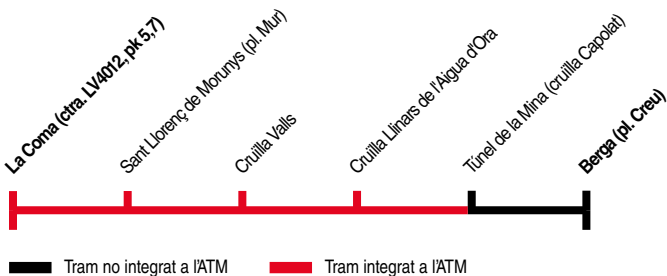 La Coma (ctra. LV4012, pk 5,7)
Sant Llorenç de Morunys (pl. Mur)
Cruïlla Valls
Cruïlla Llinars de l'Aigua d'Ora
Túnel de la Mina (cruïlla Capolat)
Berga (pl. Creu)
Tram no integrat a l'ATM
Tram integrat a l'ATM